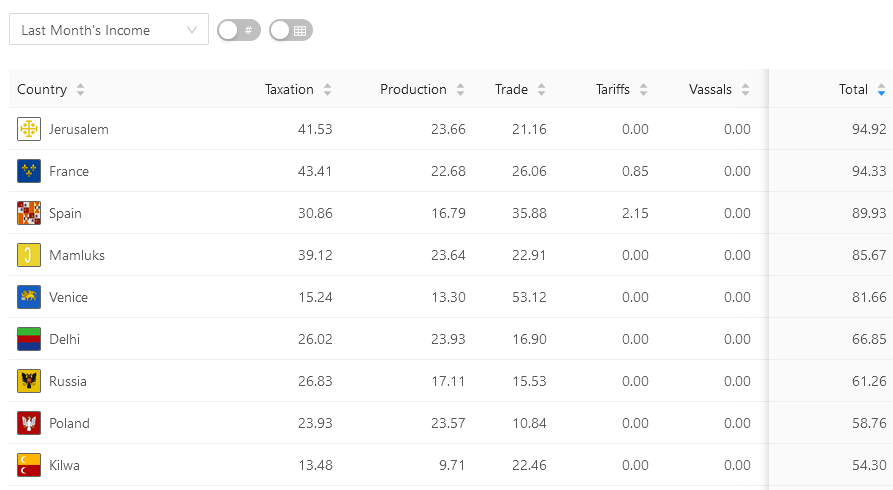 Last Month's Income #
Country Taxation Production Trade Tariffs Vassals Total
Jerusalem 41.53 23.66 21.16 0.00 0.00 94.92
France 43.41 22.68 26.06 0.85 0.00 94.33
Spain 30.86 16.79 35.88 2.15 0.00 89.93
Mamluks 39.12 23.64 22.91 0.00 0.00 85.67
Venice 15.24 13.30 53.12 0.00 0.00 81.66
Delhi 26.02 23.93 16.90 0.00 0.00 66.85
Russia 26.83 17.11 15.53 0.00 0.00 61.26
Poland 23.93 23.57 10.84 0.00 0.00 58.76
Kilwa 13.48 9.71 22.46 0.00 0.00 54.30